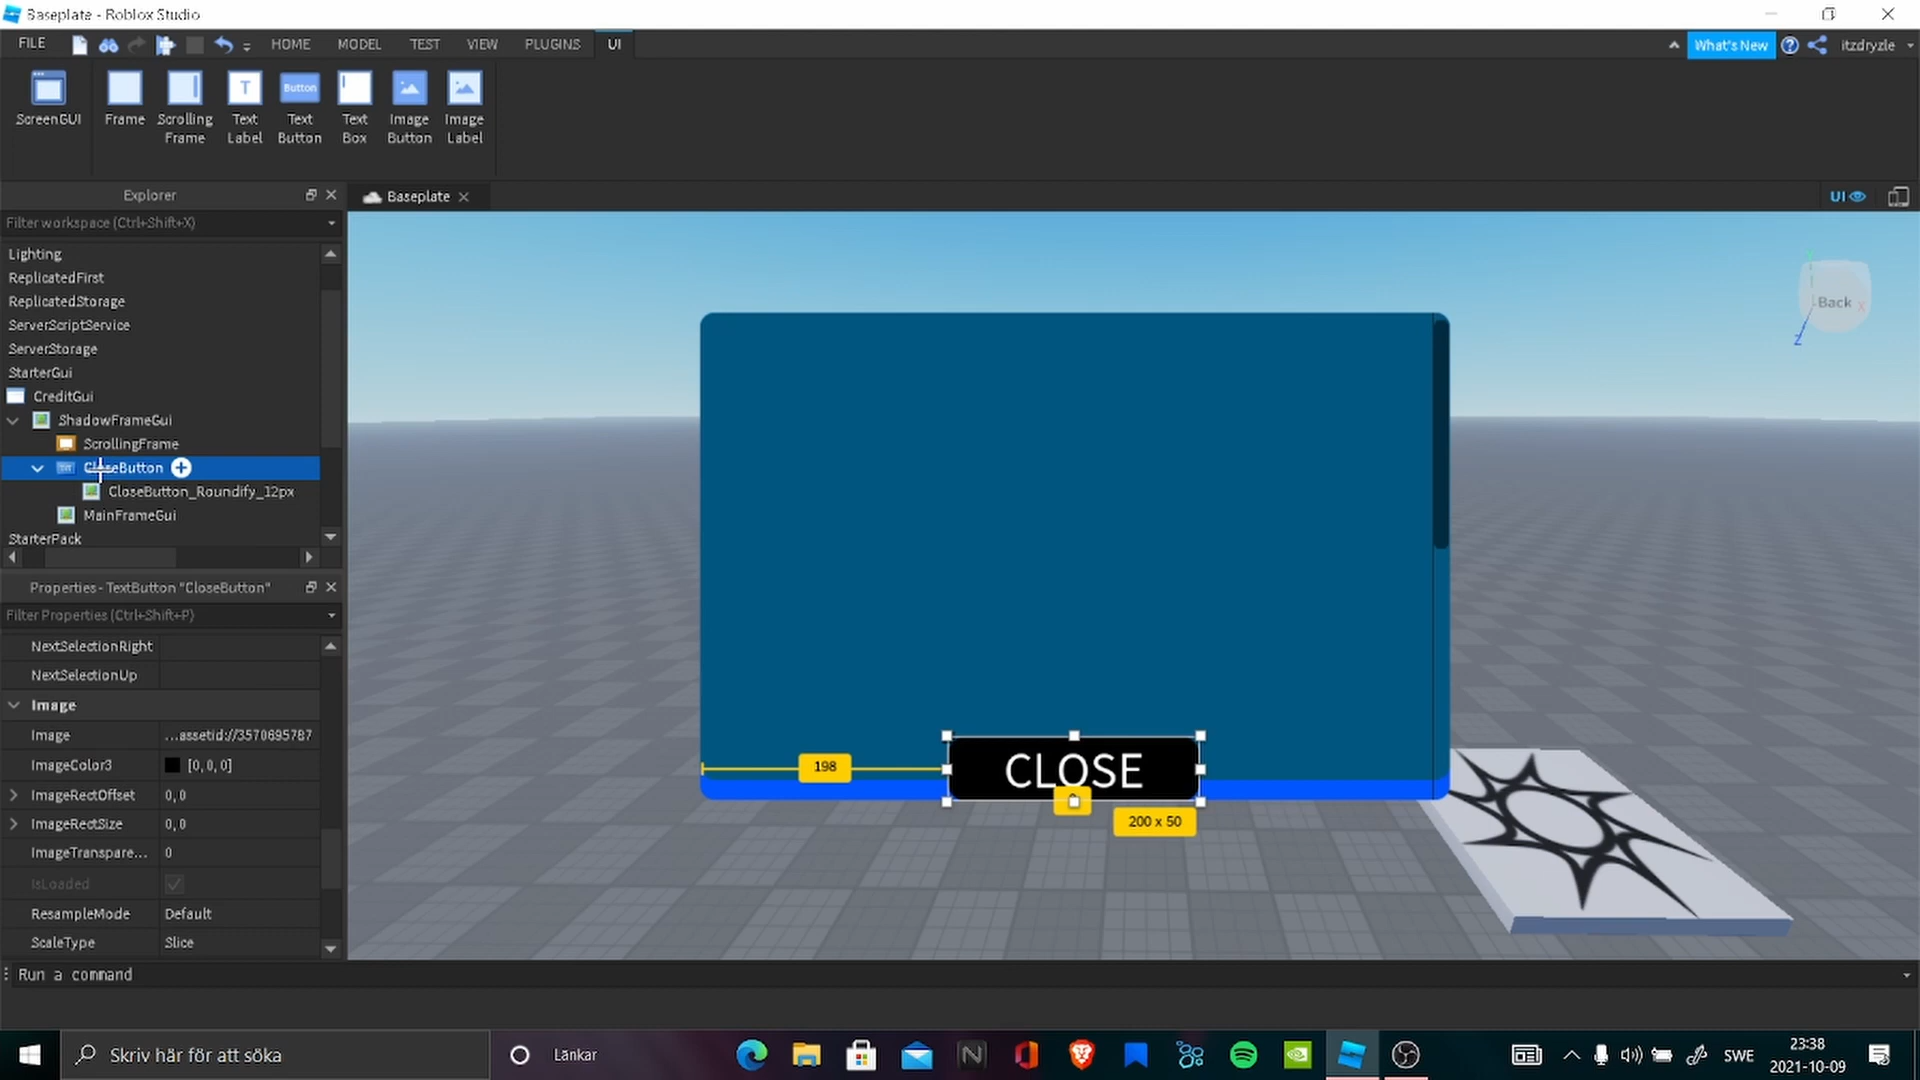 Baseplate - Roblox Studio
FILE
HOME
MODEL
TEST
VIEW
PLUGINS
UI
What's New
itzdryzle
ScreenGUI
Frame
Scrolling
Frame
Text
Label
Button
Text
Button
Text
Box
Image
Button
Image
Label
Explorer
Filter workspace (Ctrl+Shift+X)
Lighting
ReplicatedFirst
ReplicatedStorage
ServerScriptService
ServerStorage
StarterGui
CreditGui
ShadowFrameGui
ScrollingFrame
CloseButton
CloseButton_Roundify_12px
MainFrameGui
StarterPack
Properties - TextButton "CloseButton"
Filter Properties (Ctrl+Shift+P)
NextSelectionRight
NextSelectionUp
Image
Image ...assetid://3570695787
ImageColor3 [0, 0, 0]
ImageRectOffset 0, 0
ImageRectSize 0, 0
ImageTranspare... 0
IsLoaded
ResampleMode Default
ScaleType Slice
Baseplate
UI
Back
X
Z
CLOSE
198
200 x 50
Run a command
Skriv här för att söka
Länkar
SWE
23:38
2021-10-09